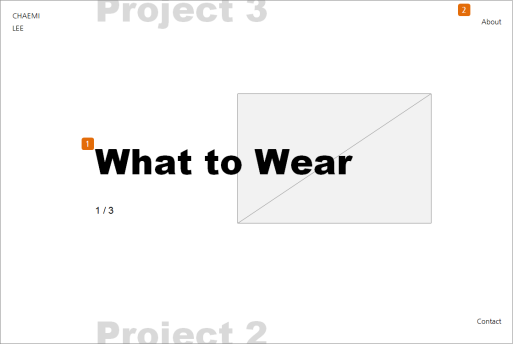 Project 3
CHAEMI
LEE
2
About
1
What to Wear
1 / 3
Contact
Project 2